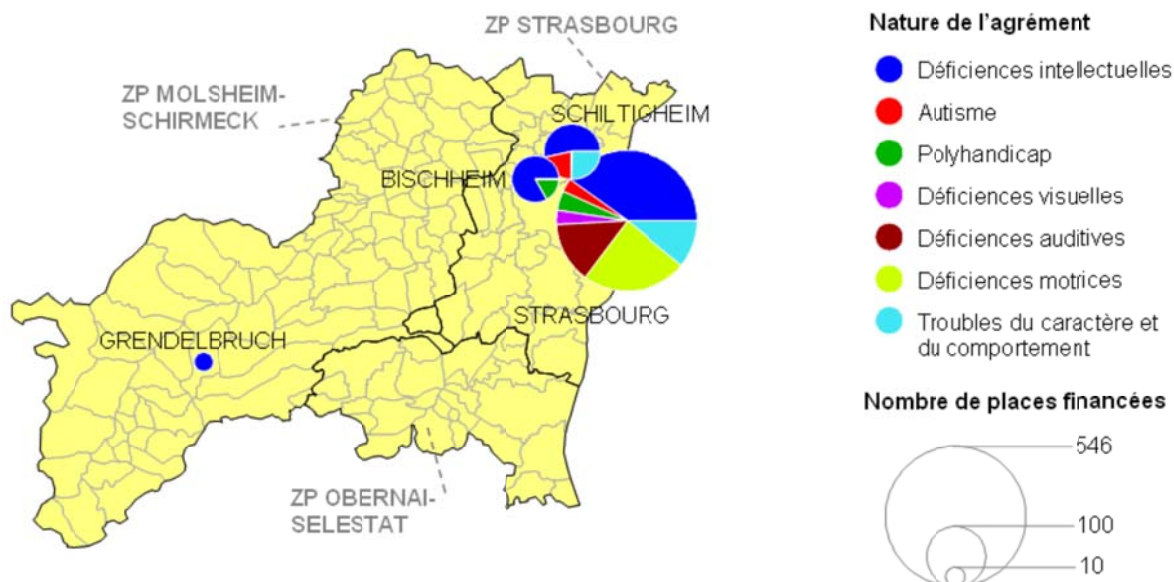 ZP STRASBOURG
ZP MOLSHEIM-
SCHIRMECK
SCHILTIGHEIM
BISCHHEIM
STRASBOURG
GRENDELBRUCH
ZP OBERNAI-
SELESTAT
Nature de l'agrément
Déficiences intellectuelles
Autisme
Polyhandicap
Déficiences visuelles
Déficiences auditives
Déficiences motrices
Troubles du caractère et
du comportement
Nombre de places financées
546
100
10